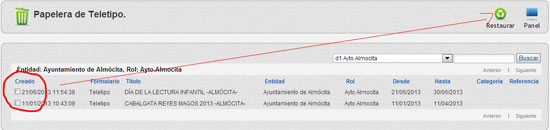 Papelera de Teletipo.
Restaurar Panel
d1 Ayto.Almocita Buscar
Entidad: Ayuntamiento de Almócita, Rol: Ayto.Almocita
Anterior 1 Siguiente
Creado Formulario Titulo Entidad Rol Desde Hasta Categoria Referencia
21/06/2013 11:54:38 Teletipo DÍA DE LA LECTURA INFANTIL -ALMÓCITA- Ayuntamiento de Almócita Ayto.Almocita 21/06/2013 30/06/2013
11/01/2013 10:43:09 Teletipo CABALGATA REYES MAGOS 2013 -ALMÓCITA- Ayuntamiento de Almócita Ayto.Almocita 11/01/2013 11/04/2013
Anterior 1 Siguiente